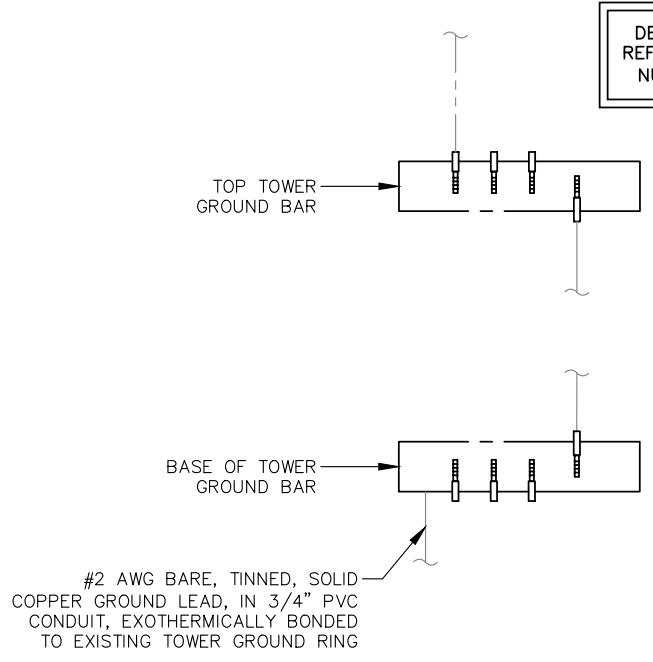 TOP TOWER
GROUND BAR
BASE OF TOWER
GROUND BAR
#2 AWG BARE, TINNED, SOLID
COPPER GROUND LEAD, IN 3/4" PVC
CONDUIT, EXOTHERMICALLY BONDED
TO EXISTING TOWER GROUND RING